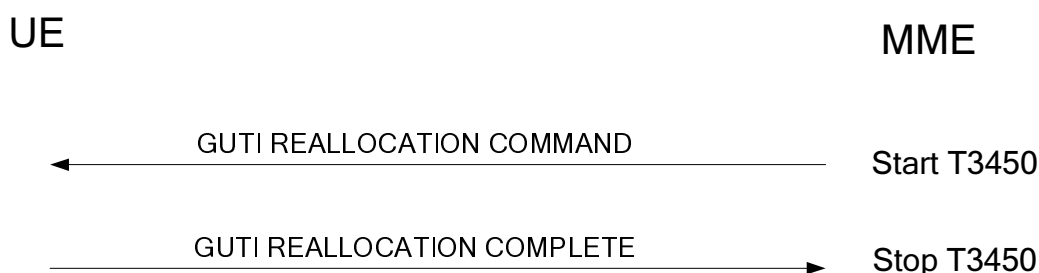 UE
MME
GUTI REALLOCATION COMMAND
Start T3450
GUTI REALLOCATION COMPLETE
Stop T3450